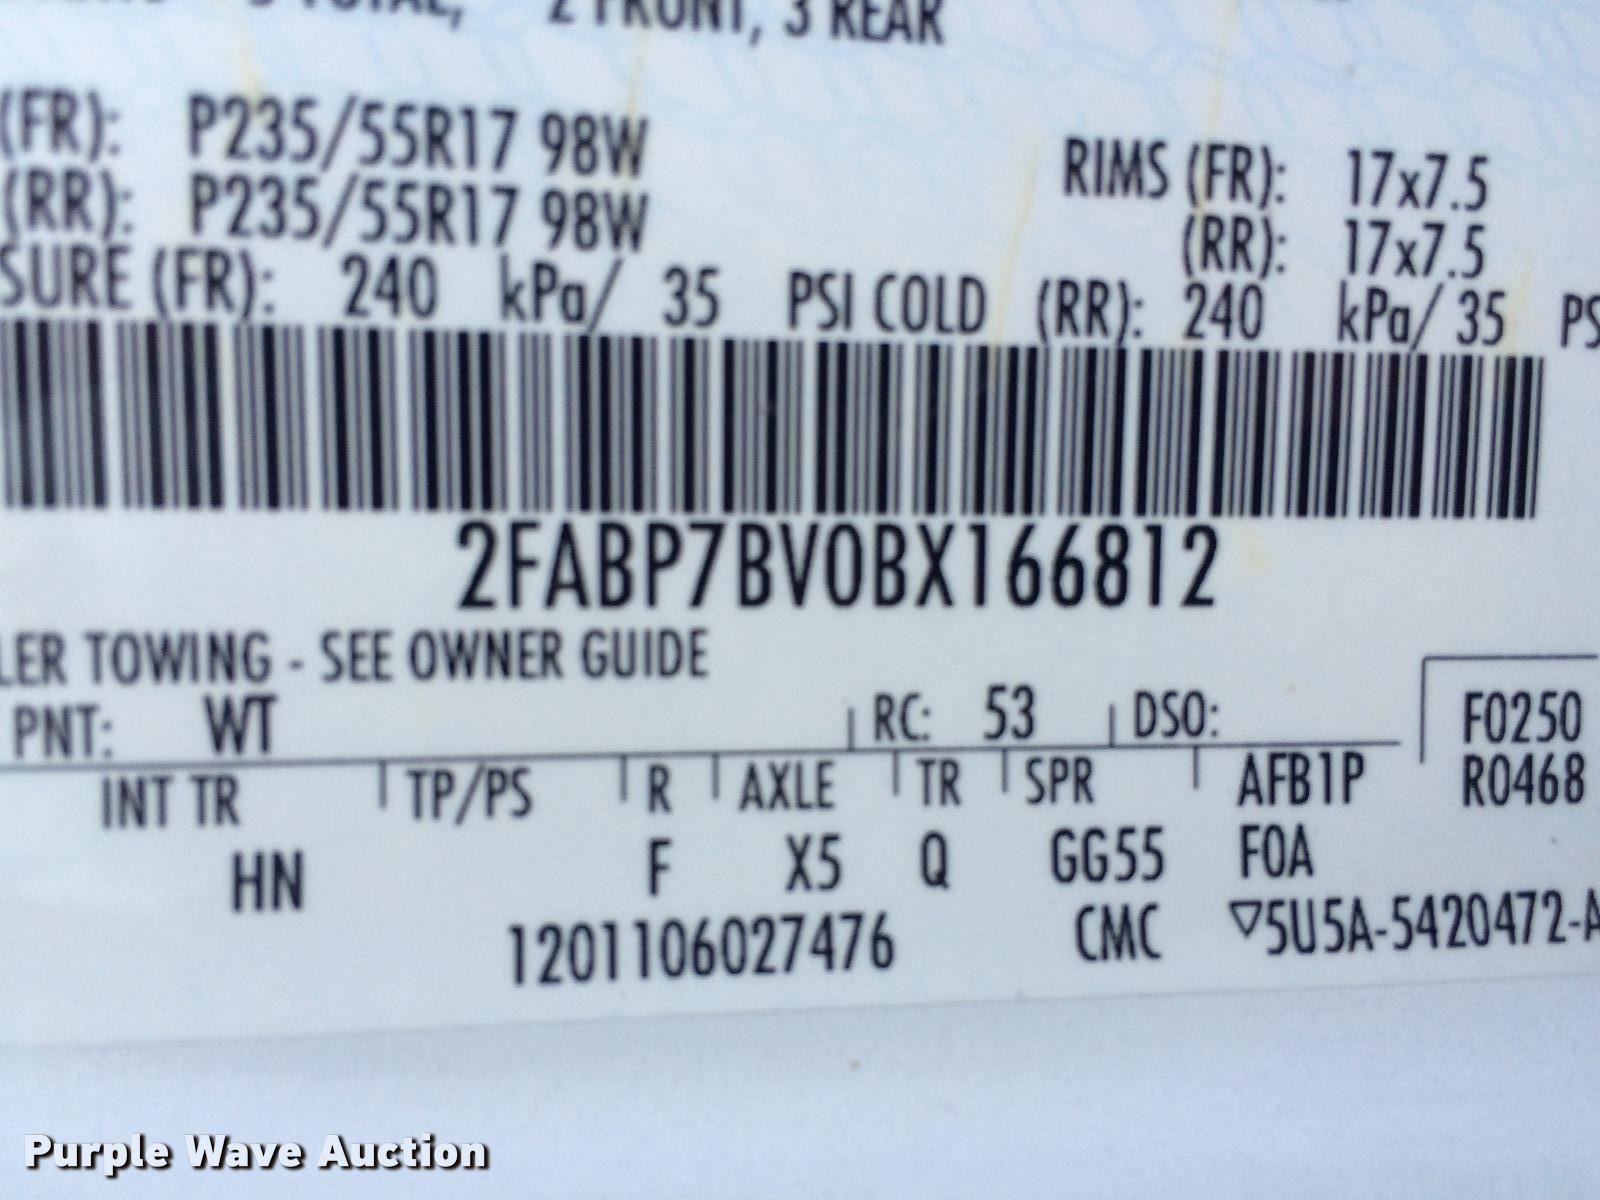 5 TOTAL, 2 FRONT, 3 REAR
(FR): P235/55R17 98W RIMS (FR): 17x7.5
(RR): P235/55R17 98W (RR): 17x7.5
SURE (FR): 240 kPa/ 35 PSI COLD (RR): 240 kPa/ 35 PS
2FABP7BV0BX166812
LER TOWING - SEE OWNER GUIDE
PNT: WT RC: 53 DSO: F0250
INT TR TP/PS R AXLE TR SPR AFB1P R0468
HN F X5 Q GG55 F0A
1201106027476 CMC ▽5U5A-5420472-A
Purple Wave Auction